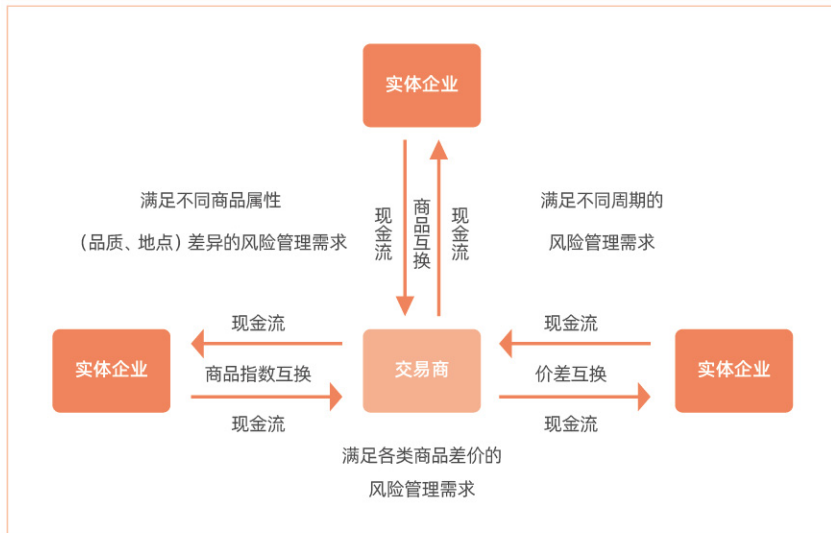 实体企业
满足不同商品属性
（品质、地点）差异的风险管理需求
现金流
商品互换
现金流
满足不同周期的
风险管理需求
现金流
实体企业
商品指数互换
现金流
交易商
现金流
价差互换
现金流
实体企业
满足各类商品差价的
风险管理需求